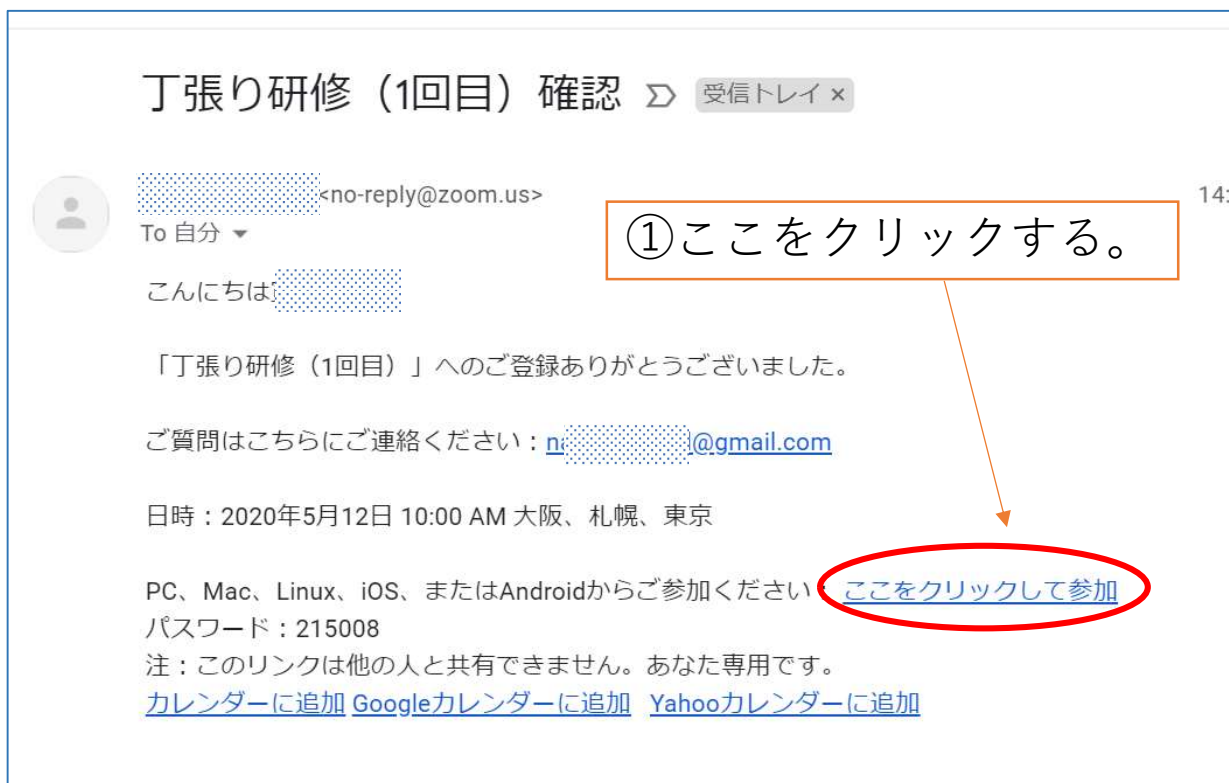 丁張り研修（1回目）確認 受信トレイ ×
<no-reply@zoom.us> 14:
To 自分
①ここをクリックする。
こんにちは
「丁張り研修（1回目）」へのご登録ありがとうございました。
ご質問はこちらにご連絡ください：na @gmail.com
日時：2020年5月12日 10:00 AM 大阪、札幌、東京
PC、Mac、Linux、iOS、またはAndroidからご参加ください： ここをクリックして参加
パスワード：215008
注：このリンクは他の人と共有できません。あなた専用です。
カレンダーに追加 Googleカレンダーに追加 Yahooカレンダーに追加